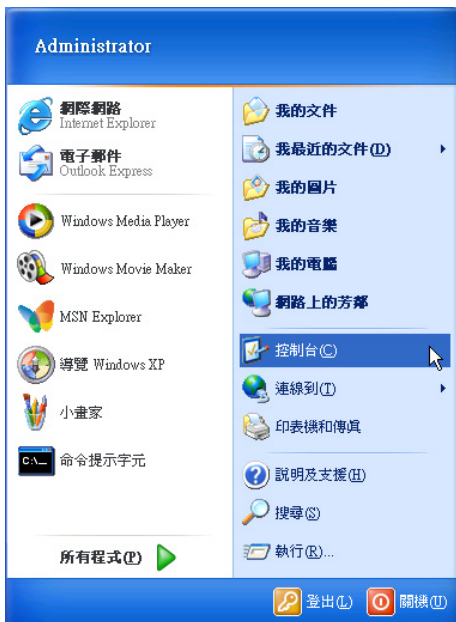 Administrator
網際網路
Internet Explorer
電子郵件
Outlook Express
Windows Media Player
Windows Movie Maker
MSN Explorer
導覽 Windows XP
小畫家
C:\_
命令提示字元
所有程式(P)
我的文件
我最近的文件(D)
我的圖片
我的音樂
我的電腦
網路上的芳鄰
控制台(C)
連線到(T)
印表機和傳真
說明及支援(H)
搜尋(S)
執行(R)...
登出(L)
關機(U)